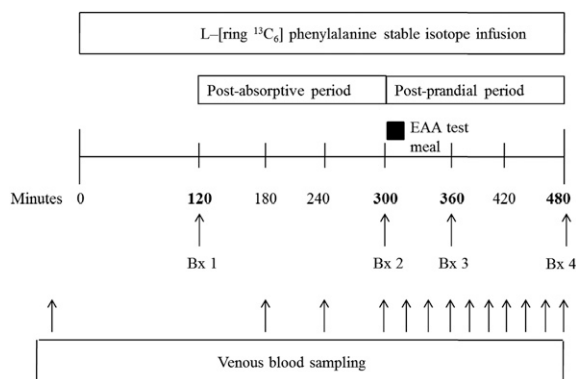 L–[ring ¹³C₆] phenylalanine stable isotope infusion
Post-absorptive period Post-prandial period
EAA test
meal
Minutes 0 120 180 240 300 360 420 480
Bx 1 Bx 2 Bx 3 Bx 4
Venous blood sampling